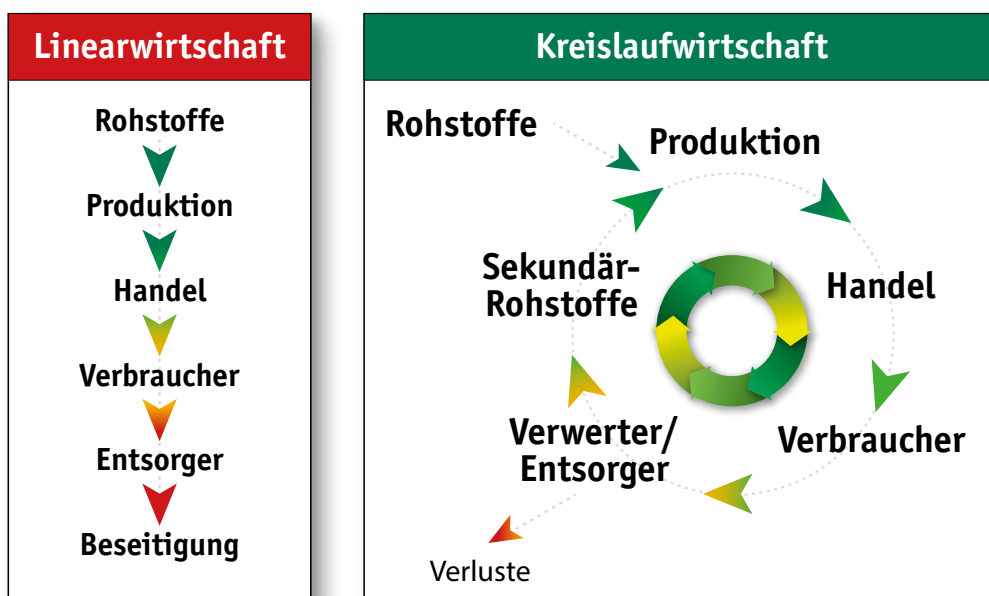 Linearwirtschaft
Rohstoffe
Produktion
Handel
Verbraucher
Entsorger
Beseitigung
Kreislaufwirtschaft
Rohstoffe
Produktion
Handel
Verbraucher
Verwerter/
Entsorger
Verluste
Sekundär-
Rohstoffe